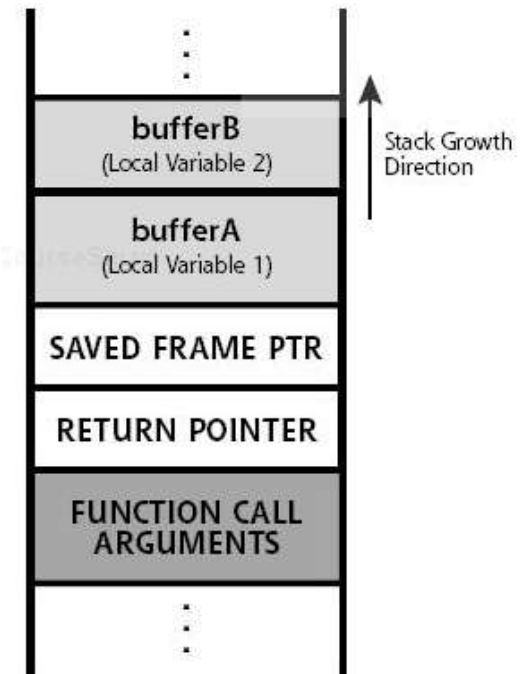 bufferB
(Local Variable 2)
Stack Growth
Direction
bufferA
(Local Variable 1)
SAVED FRAME PTR
RETURN POINTER
FUNCTION CALL
ARGUMENTS